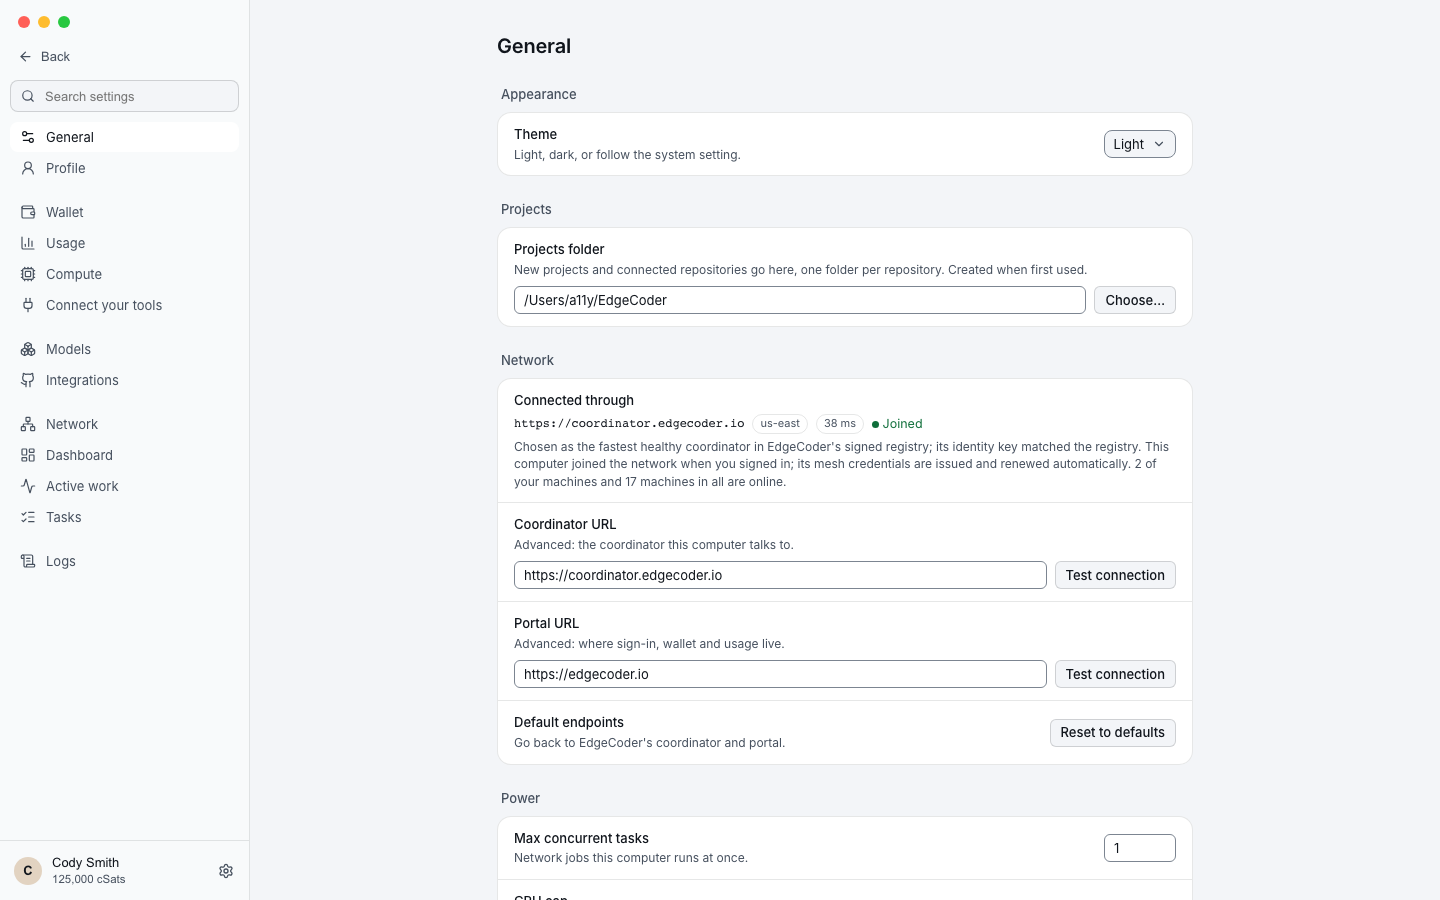 Back
Search settings
General
Profile
Wallet
Usage
Compute
Connect your tools
Models
Integrations
Network
Dashboard
Active work
Tasks
Logs
C
Cody Smith
125,000 cSats
General
Appearance
Theme
Light, dark, or follow the system setting.
Light
Projects
Projects folder
New projects and connected repositories go here, one folder per repository. Created when first used.
/Users/a11y/EdgeCoder
Choose...
Network
Connected through
https://coordinator.edgecoder.io us-east 38 ms Joined
Chosen as the fastest healthy coordinator in EdgeCoder's signed registry; its identity key matched the registry. This
computer joined the network when you signed in; its mesh credentials are issued and renewed automatically. 2 of
your machines and 17 machines in all are online.
Coordinator URL
Advanced: the coordinator this computer talks to.
https://coordinator.edgecoder.io
Test connection
Portal URL
Advanced: where sign-in, wallet and usage live.
https://edgecoder.io
Test connection
Default endpoints
Go back to EdgeCoder's coordinator and portal.
Reset to defaults
Power
Max concurrent tasks
Network jobs this computer runs at once.
1